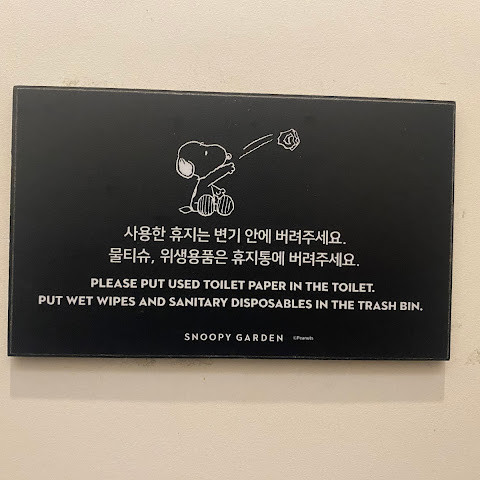 사용한 휴지는 변기 안에 버려주세요.
물티슈, 위생용품은 휴지통에 버려주세요.
PLEASE PUT USED TOILET PAPER IN THE TOILET.
PUT WET WIPES AND SANITARY DISPOSABLES IN THE TRASH BIN.
SNOOPY GARDEN ©Peanuts